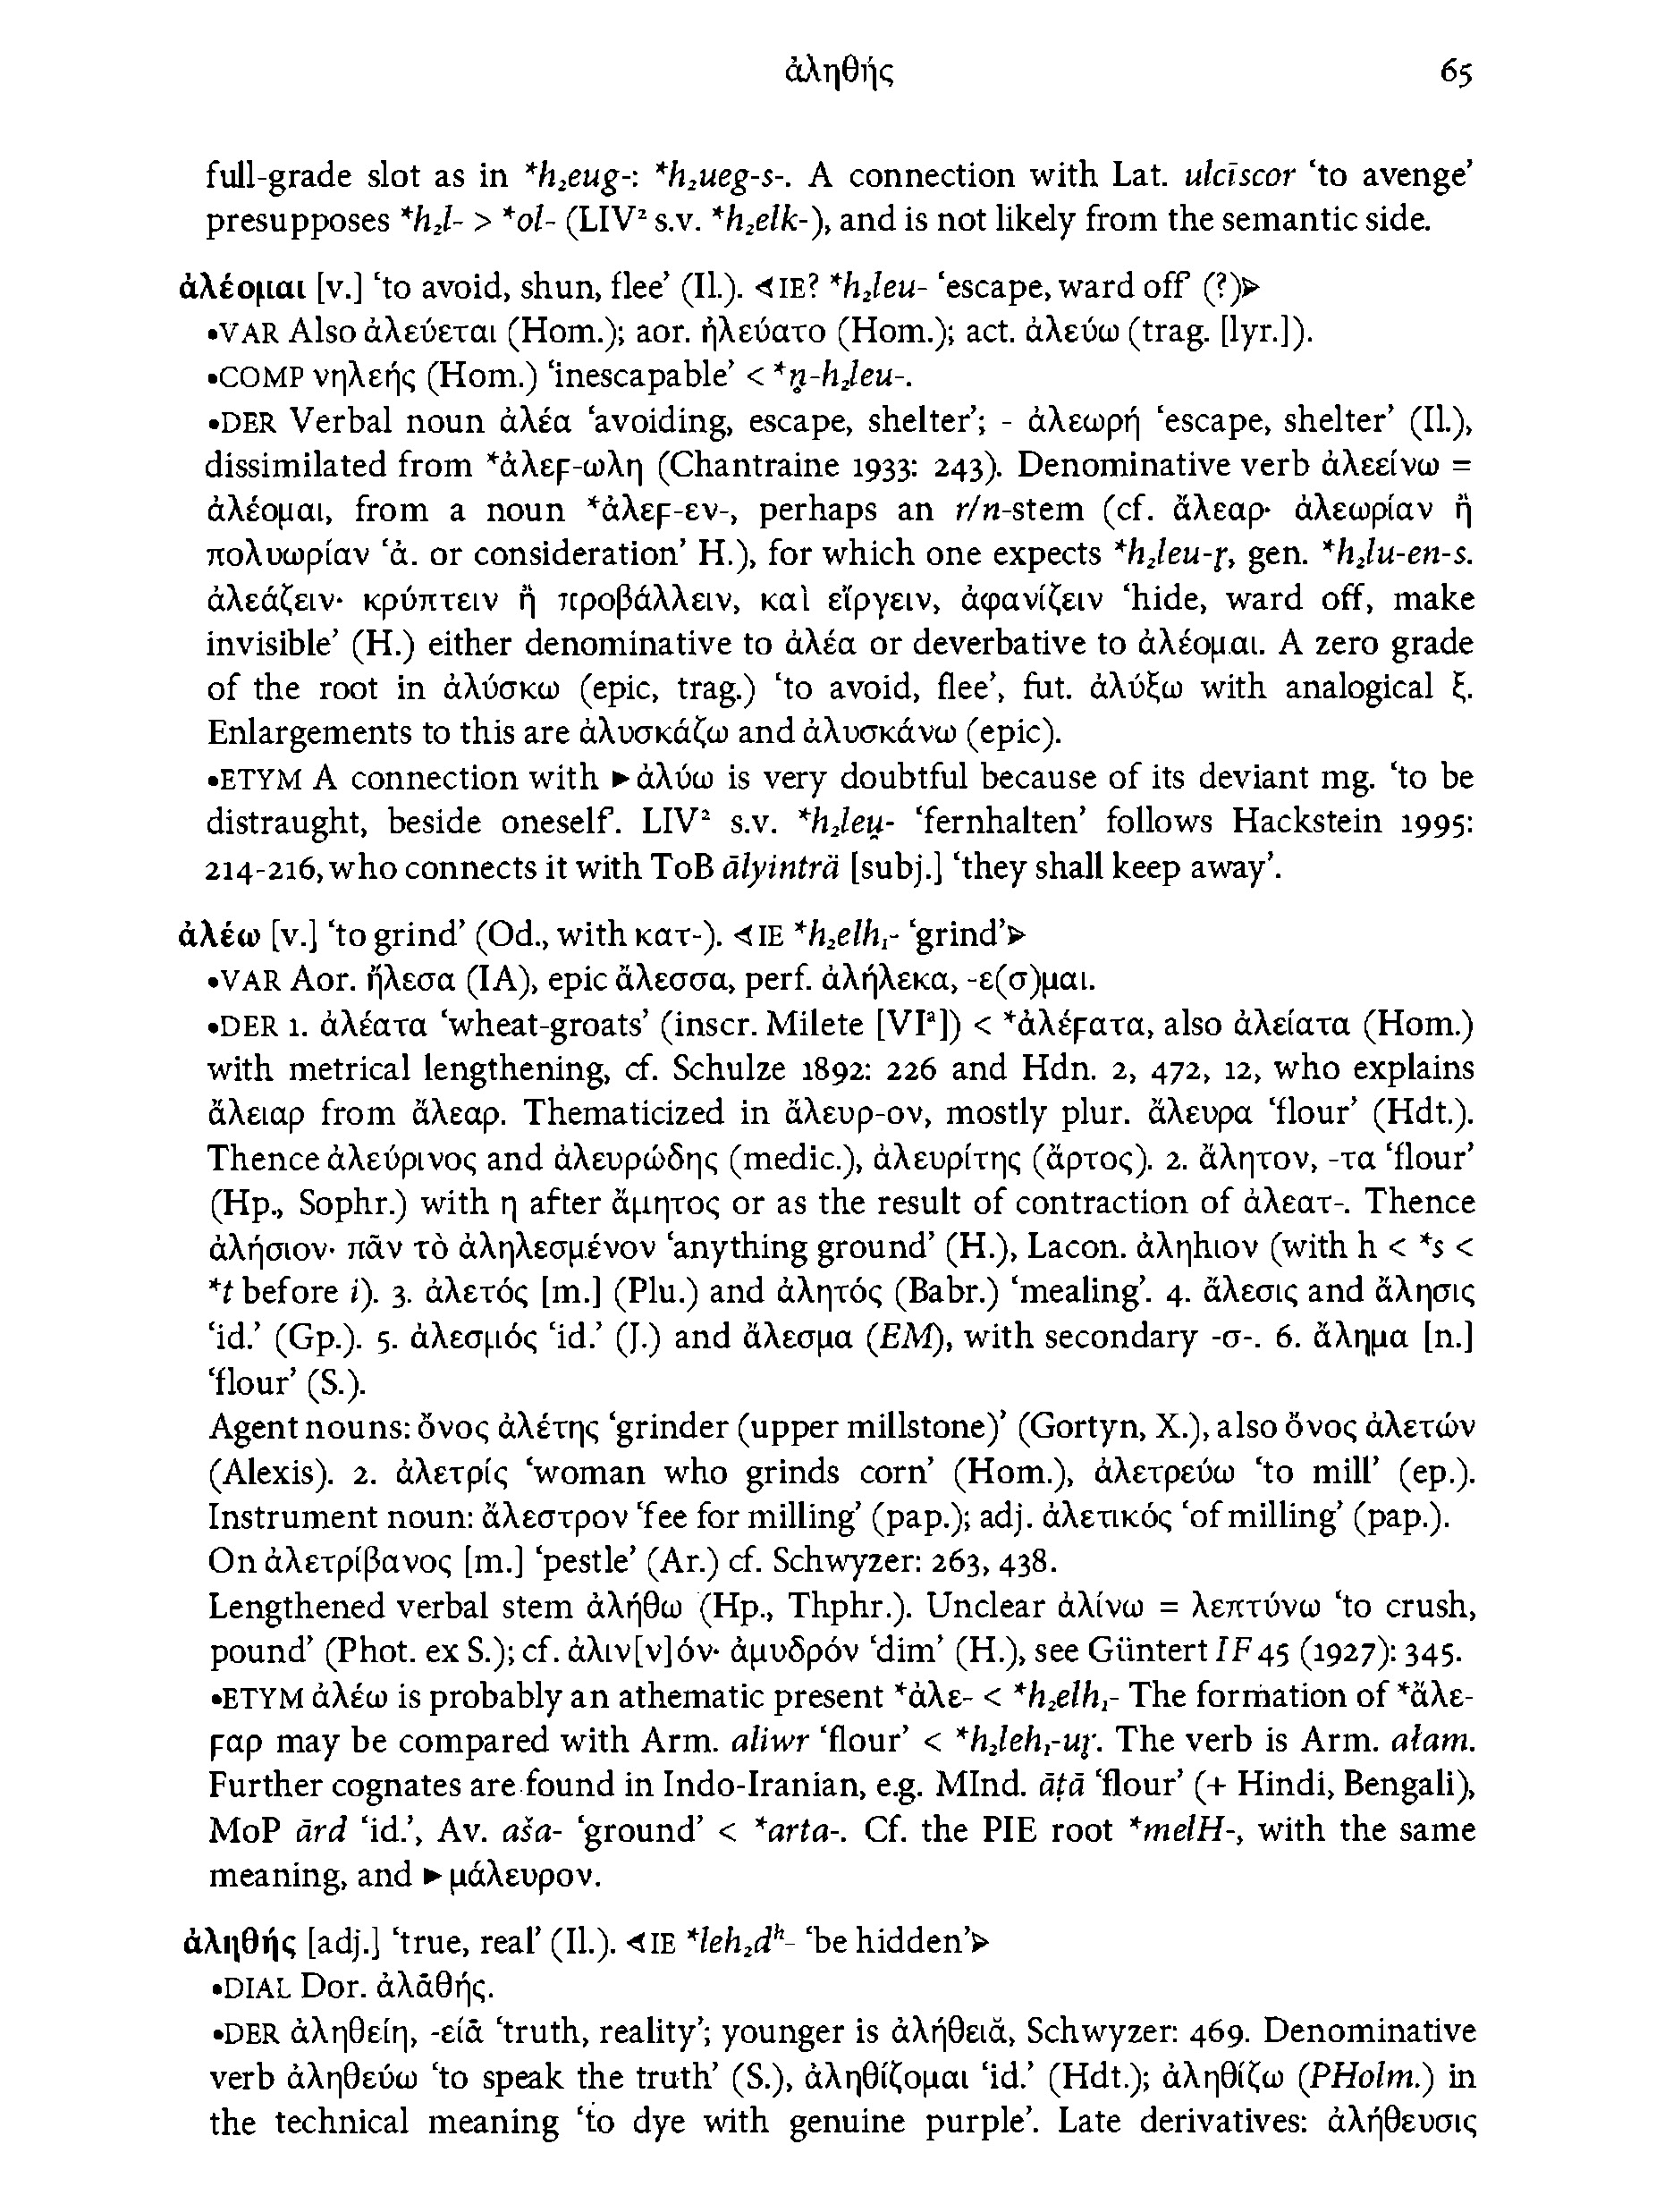 ἀληθής 65
full-grade slot as in *h₂eug-: *h₂ueg-s-. A connection with Lat. ulcīscor ‘to avenge’
presupposes *h₂l- > *ol- (LIV² s.v. *h₂elk-), and is not likely from the semantic side.
ἀλέομαι [v.] ‘to avoid, shun, flee’ (Il.). ⋖IE? *h₂leu- ‘escape, ward off’ (?)⋗
•VAR Also ἀλεύεται (Hom.); aor. ἠλεύατο (Hom.); act. ἀλεύω (trag. [lyr.]).
•COMP νηλεής (Hom.) ‘inescapable’ < *n̥-h₂leu-.
•DER Verbal noun ἀλέα ‘avoiding, escape, shelter’; - ἀλεωρή ‘escape, shelter’ (Il.),
dissimilated from *ἀλεϝ-ωλη (Chantraine 1933: 243). Denominative verb ἀλεείνω =
ἀλέομαι, from a noun *ἀλεϝ-εν-, perhaps an r/n-stem (cf. ἄλεαρ· ἀλεωρίαν ἤ
πολυωρίαν ‘ἀ. or consideration’ H.), for which one expects *h₂leu-r̥, gen. *h₂lu-en-s.
ἀλεάζειν· κρύπτειν ἤ προβάλλειν, καὶ εἴργειν, ἀφανίζειν ‘hide, ward off, make
invisible’ (H.) either denominative to ἀλέα or deverbative to ἀλέομαι. A zero grade
of the root in ἀλύσκω (epic, trag.) ‘to avoid, flee’, fut. ἀλύξω with analogical ξ.
Enlargements to this are ἀλυσκάζω and ἀλυσκάνω (epic).
•ETYM A connection with ►ἀλύω is very doubtful because of its deviant mg. ‘to be
distraught, beside oneself’. LIV² s.v. *h₂leu̯- ‘fernhalten’ follows Hackstein 1995:
214-216, who connects it with ToB ālyinträ [subj.] ‘they shall keep away’.
ἀλέω [v.] ‘to grind’ (Od., with κατ-). ⋖IE *h₂elh₁- ‘grind’⋗
•VAR Aor. ἤλεσα (IA), epic ἄλεσσα, perf. ἀλήλεκα, -ε(σ)μαι.
•DER 1. ἀλέατα ‘wheat-groats’ (inscr. Milete [VIᵃ]) < *ἀλέϝατα, also ἀλείατα (Hom.)
with metrical lengthening, cf. Schulze 1892: 226 and Hdn. 2, 472, 12, who explains
ἄλειαρ from ἄλεαρ. Thematicized in ἄλευρ-ον, mostly plur. ἄλευρα ‘flour’ (Hdt.).
Thence ἀλεύρινος and ἀλευρώδης (medic.), ἀλευρίτης (ἄρτος). 2. ἄλητον, -τα ‘flour’
(Hp., Sophr.) with η after ἄμητος or as the result of contraction of ἀλεατ-. Thence
ἀλήσιον· πᾶν τὸ ἀληλεσμένον ‘anything ground’ (H.), Lacon. ἀληhιον (with h < *s <
*t before i). 3. ἀλετός [m.] (Plu.) and ἀλητός (Babr.) ‘mealing’. 4. ἄλεσις and ἄλησις
‘id.’ (Gp.). 5. ἀλεσμός ‘id.’ (J.) and ἄλεσμα (EM), with secondary -σ-. 6. ἄλημα [n.]
‘flour’ (S.).
Agent nouns: ὄνος ἀλέτης ‘grinder (upper millstone)’ (Gortyn, X.), also ὄνος ἀλετών
(Alexis). 2. ἀλετρίς ‘woman who grinds corn’ (Hom.), ἀλετρεύω ‘to mill’ (ep.).
Instrument noun: ἄλεστρον ‘fee for milling’ (pap.); adj. ἀλετικός ‘of milling’ (pap.).
On ἀλετρίβανος [m.] ‘pestle’ (Ar.) cf. Schwyzer: 263, 438.
Lengthened verbal stem ἀλήθω (Hp., Thphr.). Unclear ἀλίνω = λεπτύνω ‘to crush,
pound’ (Phot. ex S.); cf. ἀλιν[ν]όν· ἀμυδρόν ‘dim’ (H.), see Güntert IF 45 (1927): 345.
•ETYM ἀλέω is probably an athematic present *ἀλε- < *h₂elh₁- The formation of *ἄλε-
ϝαρ may be compared with Arm. aliwr ‘flour’ < *h₂leh₁-ur̥. The verb is Arm. ałam.
Further cognates are found in Indo-Iranian, e.g. MInd. āṭā ‘flour’ (+ Hindi, Bengali),
MoP ārd ‘id.’, Av. aša- ‘ground’ < *arta-. Cf. the PIE root *melH-, with the same
meaning, and ►μάλευρον.
ἀληθής [adj.] ‘true, real’ (Il.). ⋖IE *leh₂dʰ- ‘be hidden’⋗
•DIAL Dor. ἀλᾱθής.
•DER ἀληθείη, -είᾱ ‘truth, reality’; younger is ἀλήθειᾰ, Schwyzer: 469. Denominative
verb ἀληθεύω ‘to speak the truth’ (S.), ἀληθίζομαι ‘id.’ (Hdt.); ἀληθίζω (PHolm.) in
the technical meaning ‘to dye with genuine purple’. Late derivatives: ἀλήθευσις